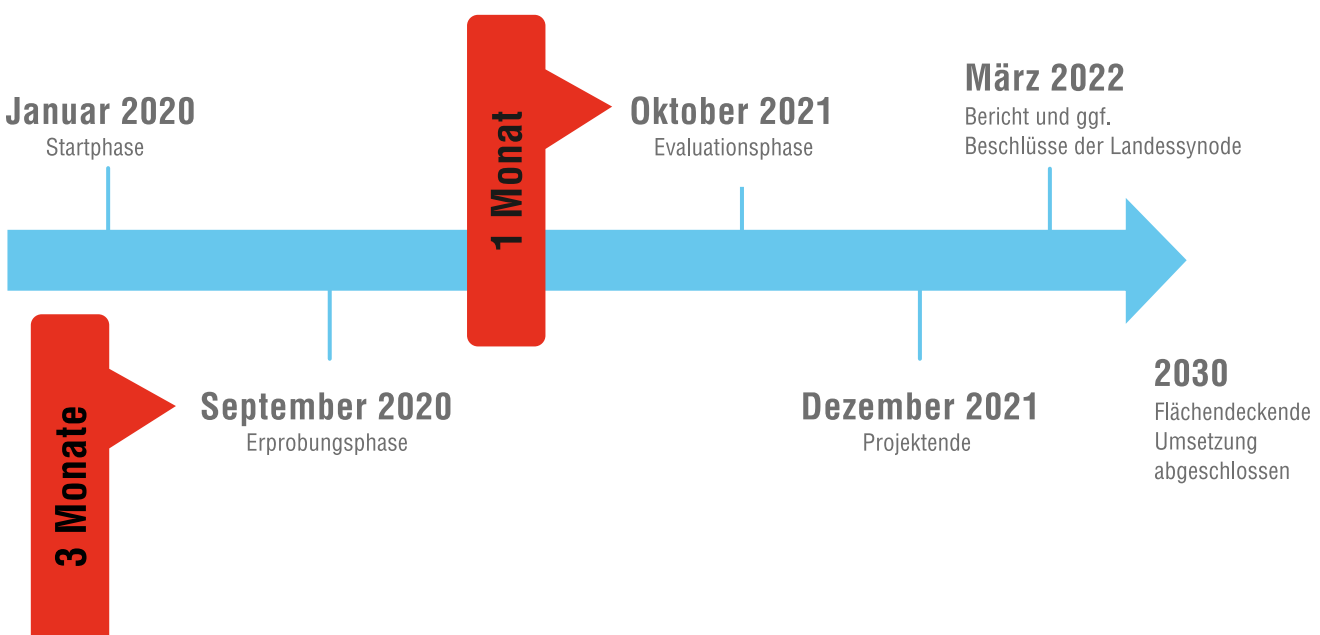 Januar 2020
Startphase
1 Monat
Oktober 2021
Evaluationsphase
März 2022
Bericht und ggf.
Beschlüsse der Landessynode
3 Monate
September 2020
Erprobungsphase
Dezember 2021
Projektende
2030
Flächendeckende
Umsetzung
abgeschlossen